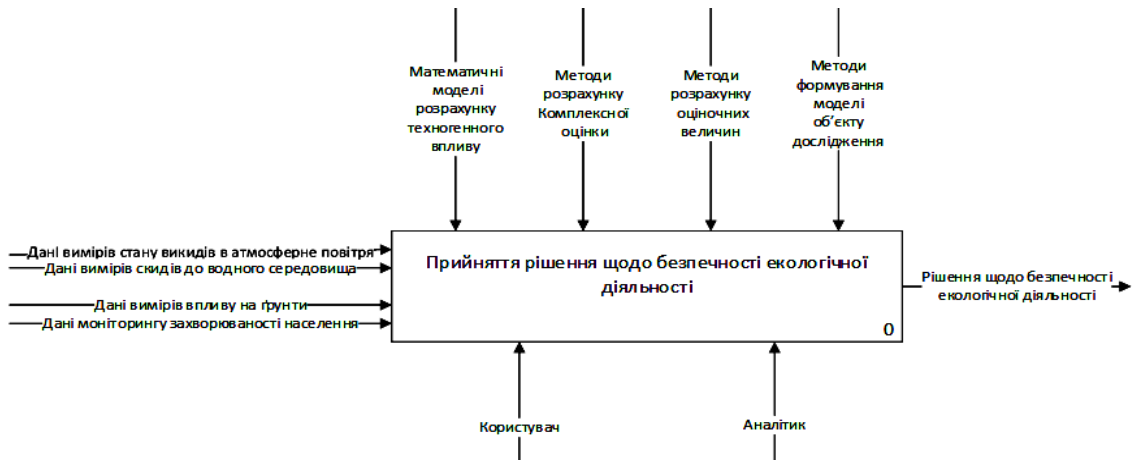 Математичні
моделі
розрахунку
техногенного
впливу
Методи
розрахунку
Комплексної
оцінки
Методи
розрахунку
оціночних
величин
Методи
формування
моделі
об’єкту
дослідження
Дані вимірів стану викидів в атмосферне повітря
Дані вимірів скидів до водного середовища
Дані вимірів впливу на ґрунти
Дані моніторингу захворюваності населення
Прийняття рішення щодо безпечності екологічної
діяльності
0
Рішення щодо безпечності
екологічної діяльності
Користувач
Аналітик